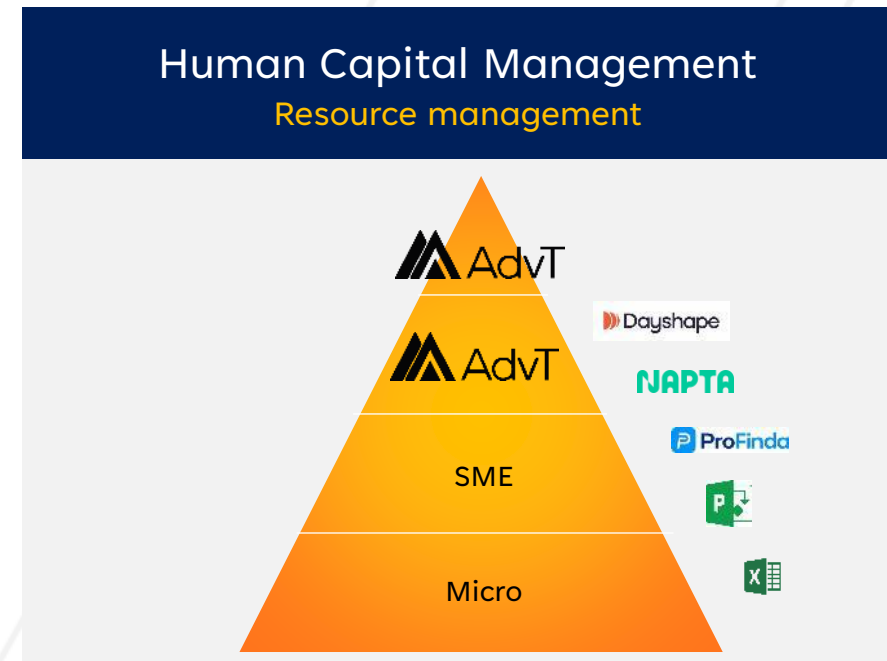 Human Capital Management
Resource management
AdvT
Dayshape
AdvT
NAPTA
ProFinda
P
SME
X
Micro